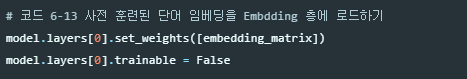 # 코드 6-13 사전 훈련된 단어 임베딩을 Embdding 층에 로드하기
model.layers[0].set_weights([embedding_matrix])
model.layers[0].trainable = False